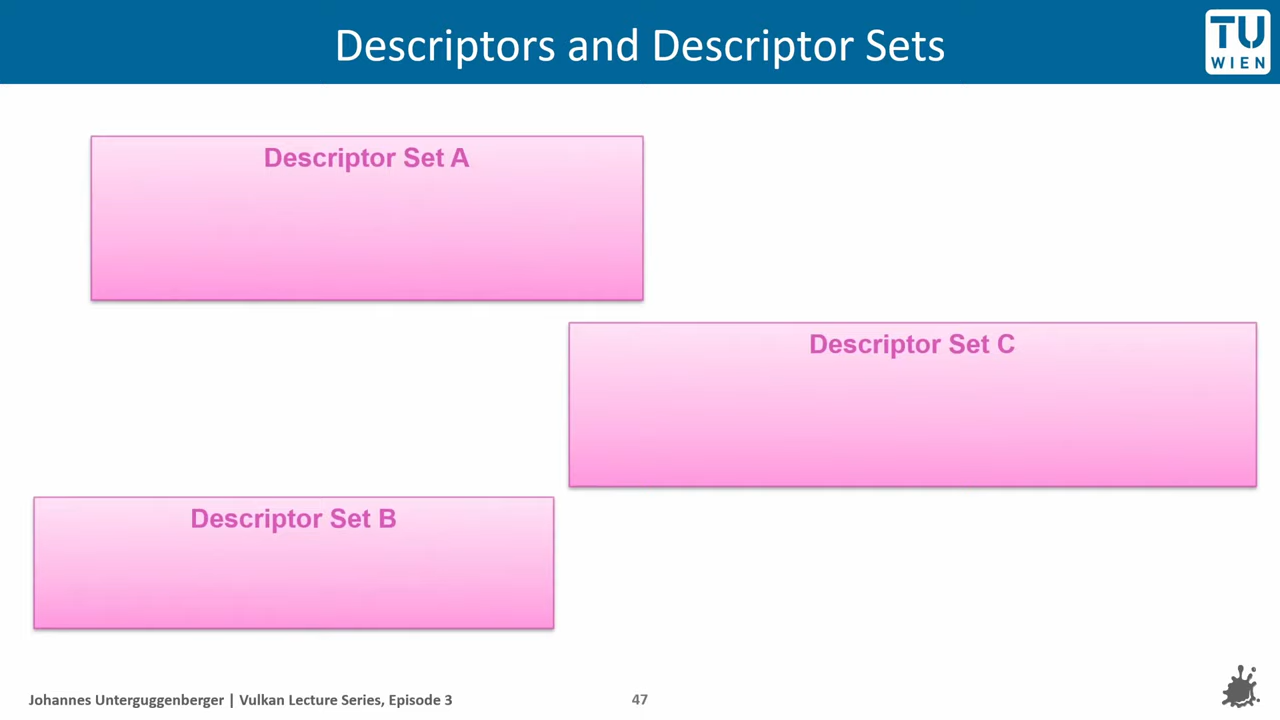 Descriptors and Descriptor Sets
TU
WIEN
Descriptor Set A
Descriptor Set C
Descriptor Set B
Johannes Unterguggenberger | Vulkan Lecture Series, Episode 3
47